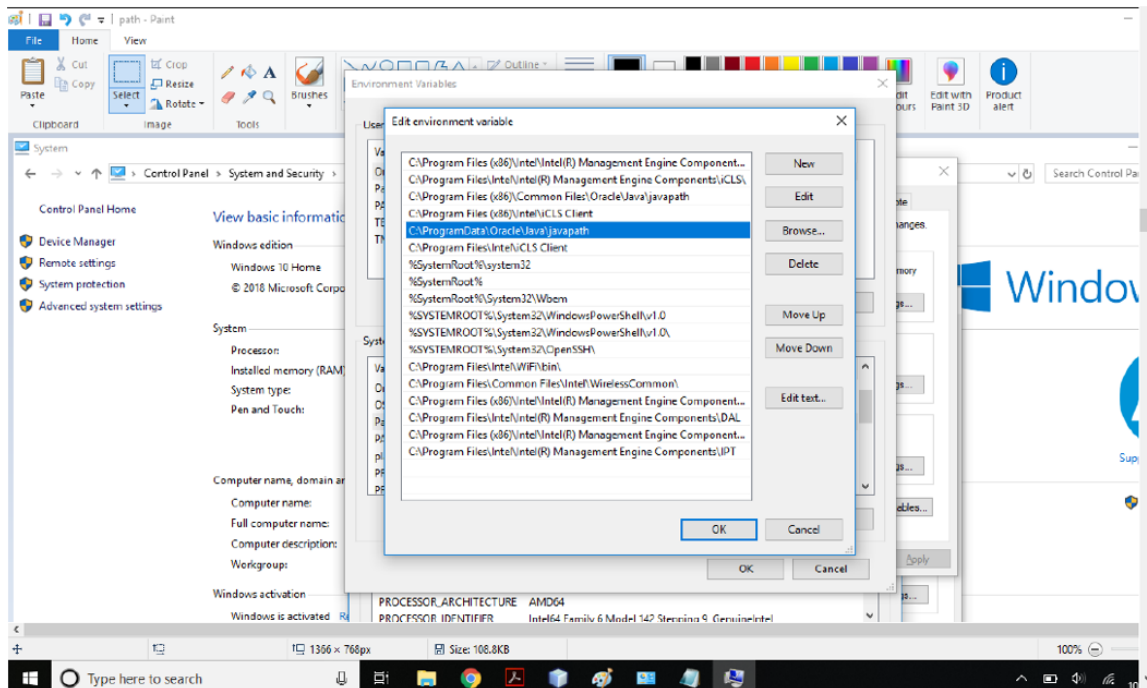 path - Paint
File Home View
Paste
Cut
Copy
Clipboard
Select
Crop
Resize
Rotate
Image
Tools
Brushes
Outline
Edit with Paint 3D
Product alert
System
Control Panel > System and Security >
Search Control Pa
Control Panel Home
Device Manager
Remote settings
System protection
Advanced system settings
View basic informatio
Windows edition
Windows 10 Home
© 2018 Microsoft Corpo
System
Processor:
Installed memory (RAM)
System type:
Pen and Touch:
Computer name, domain an
Computer name:
Full computer name:
Computer description:
Workgroup:
Windows activation
Windows is activated
Environment Variables
User
Syste
Edit environment variable
C:\Program Files (x86)\Intel\Intel(R) Management Engine Component...
C:\Program Files\Intel\Intel(R) Management Engine Components\iCLS\
C:\Program Files (x86)\Common Files\Oracle\Java\javapath
C:\Program Files (x86)\Intel\iCLS Client
C:\ProgramData\Oracle\Java\javapath
C:\Program Files\Intel\iCLS Client
%SystemRoot%\system32
%SystemRoot%
%SystemRoot%\System32\Wbem
%SYSTEMROOT%\System32\WindowsPowerShell\v1.0
%SYSTEMROOT%\System32\WindowsPowerShell\v1.0\
%SYSTEMROOT%\System32\OpenSSH\
C:\Program Files\Intel\WiFi\bin\
C:\Program Files\Common Files\Intel\WirelessCommon\
C:\Program Files (x86)\Intel\Intel(R) Management Engine Component...
C:\Program Files\Intel\Intel(R) Management Engine Components\DAL
C:\Program Files (x86)\Intel\Intel(R) Management Engine Component...
C:\Program Files\Intel\Intel(R) Management Engine Components\IPT
New
Edit
Browse...
Delete
Move Up
Move Down
Edit text...
OK Cancel
OK Cancel
anges.
mory
ables...
Apply
Window
Supp
PROCESSOR_ARCHITECTURE AMD64
PROCESSOR_IDENTIFIER Intel64 Family 6 Model 142 Stepping 9, GenuineIntel
1366 × 768px
Size: 108.8KB
100%
Type here to search